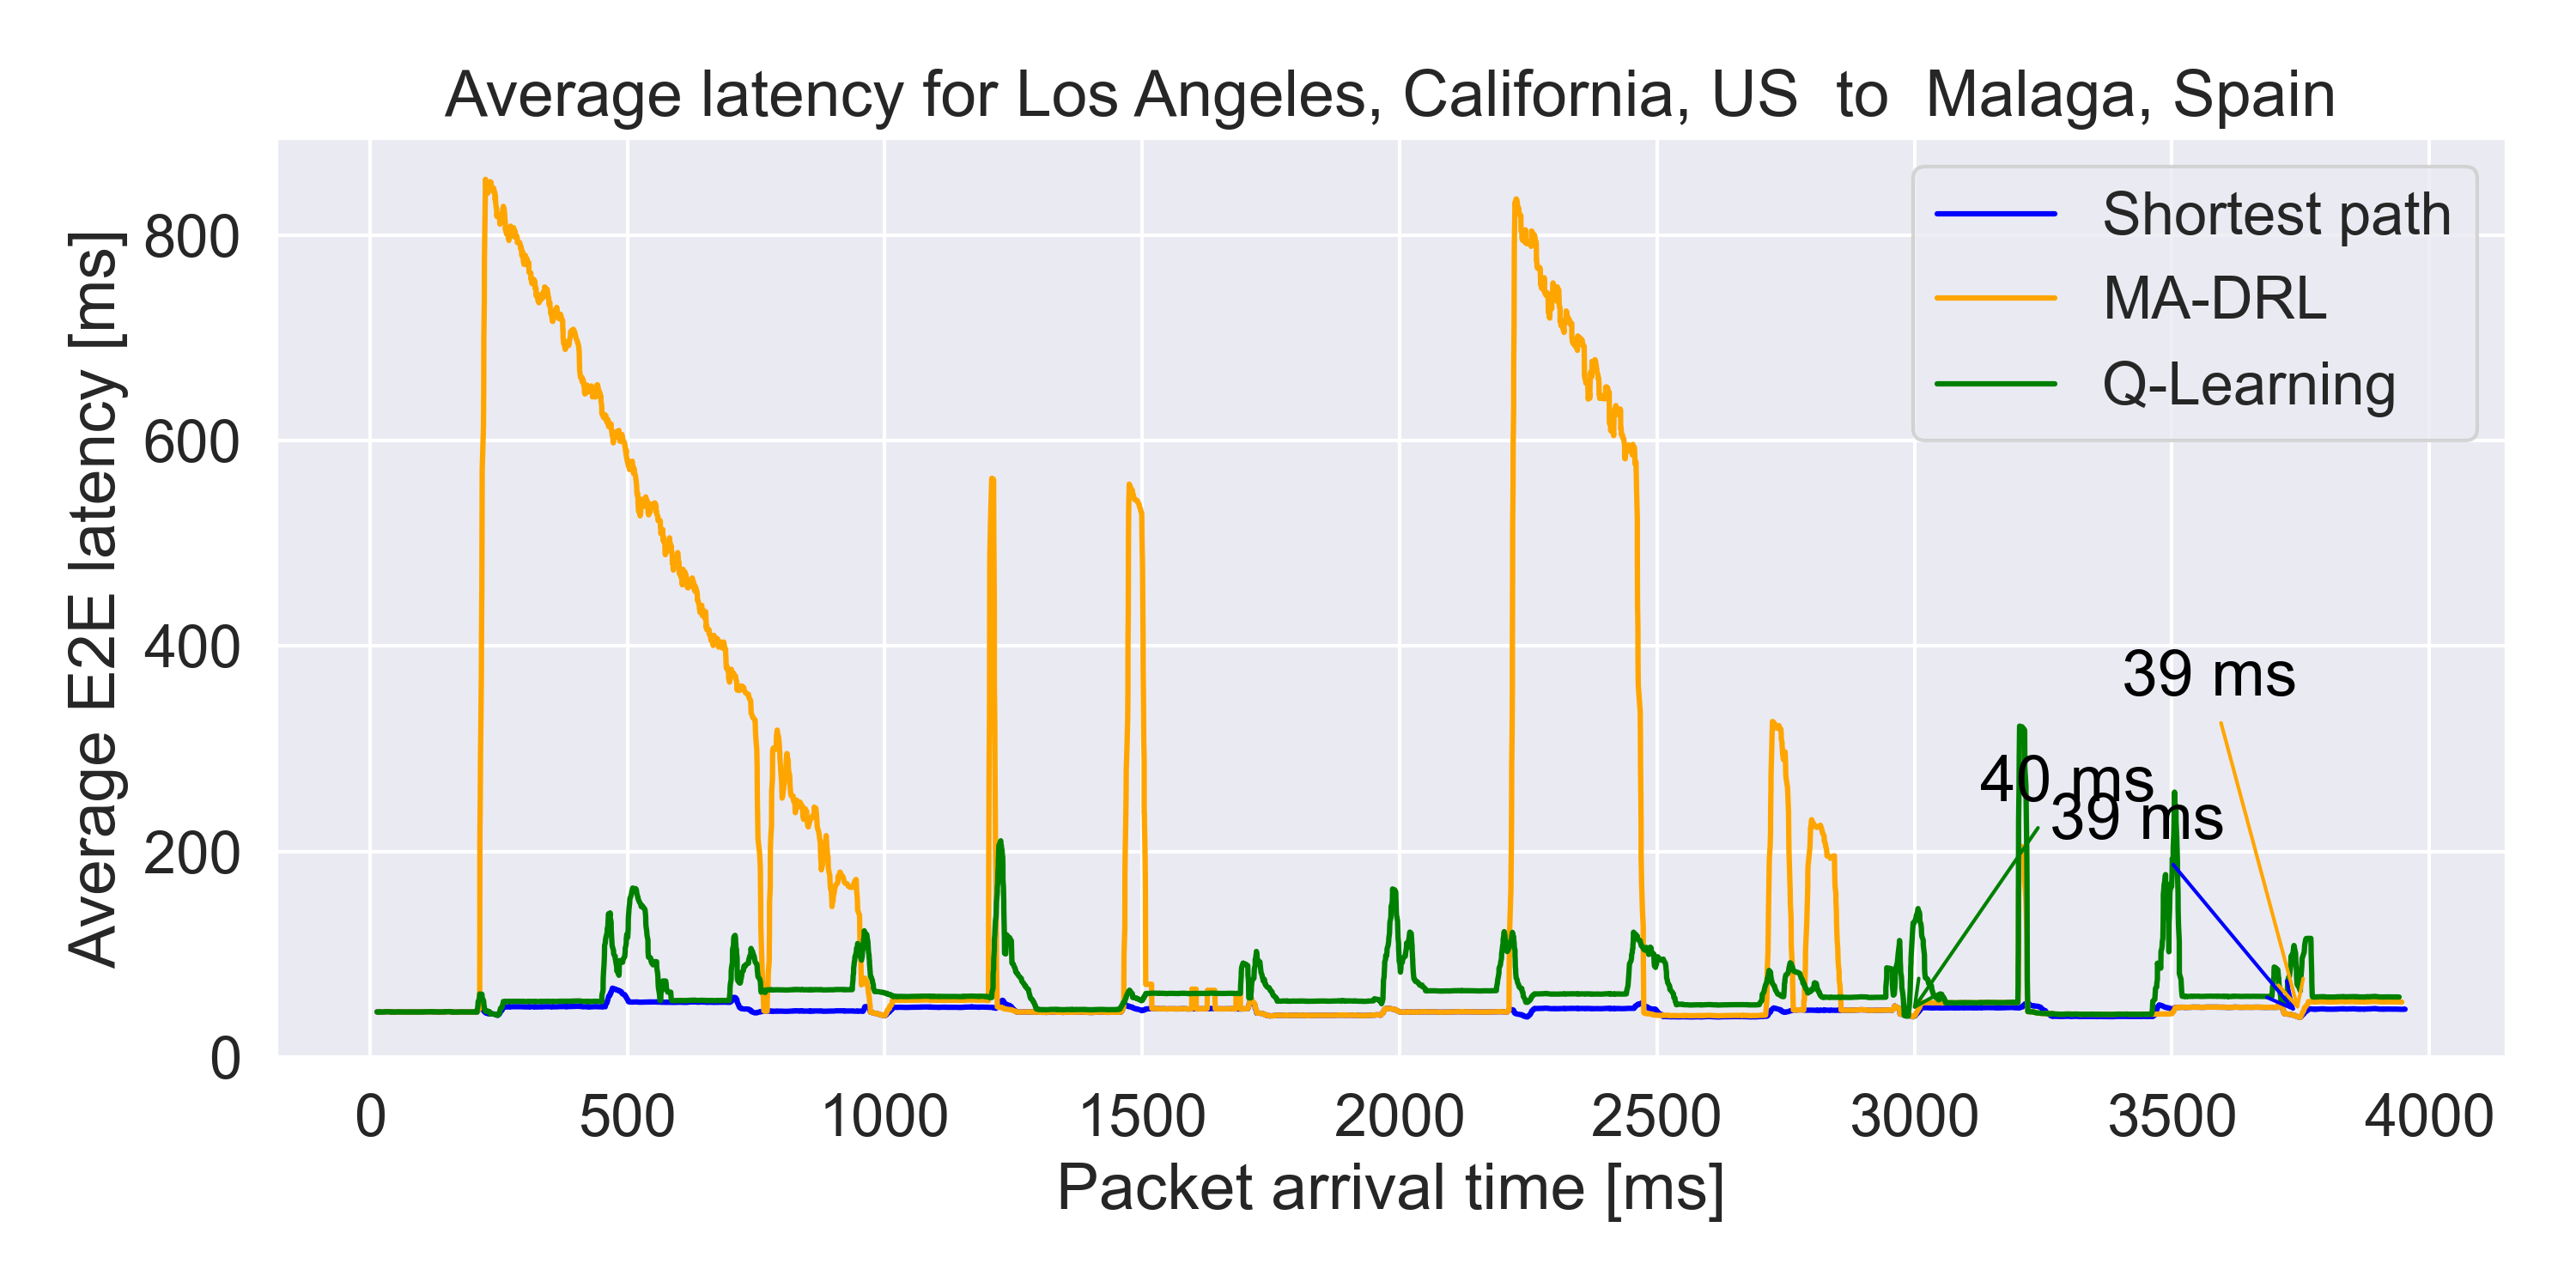 Average latency for Los Angeles, California, US  to  Malaga, Spain
Average E2E latency [ms]
800
600
400
200
0
Shortest path
MA-DRL
Q-Learning
39 ms
40 ms
39 ms
0 500 1000 1500 2000 2500 3000 3500 4000
Packet arrival time [ms]